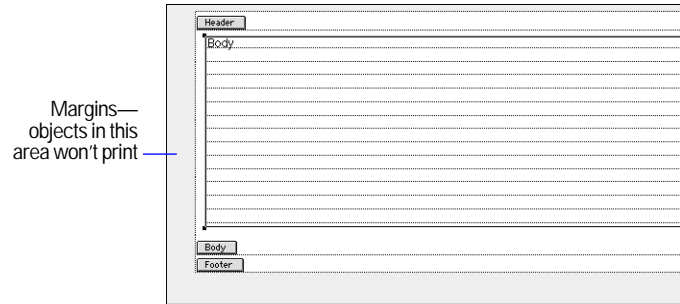 Header
Body
Margins—
objects in this
area won't print
Body
Footer